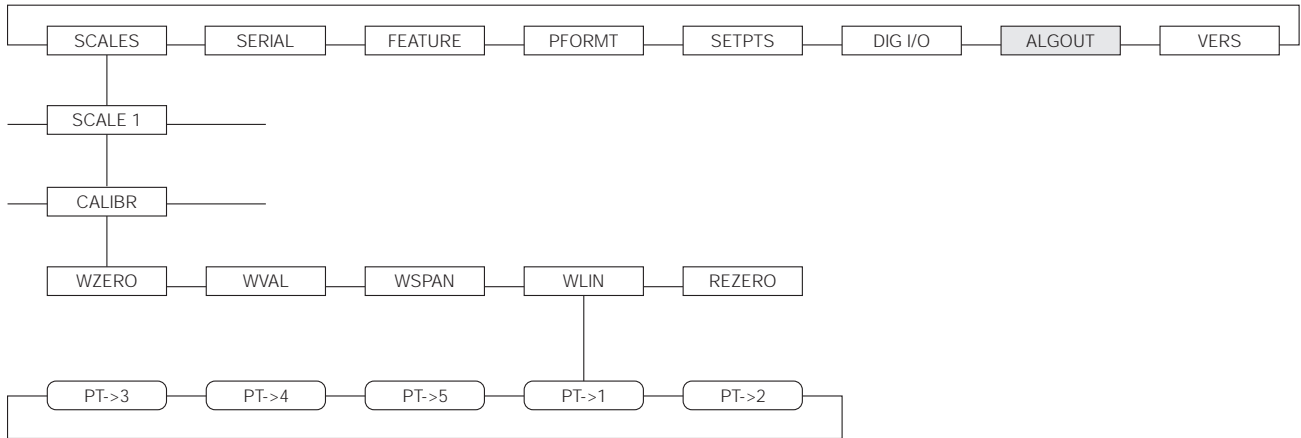 SCALES SERIAL FEATURE PFORMT SETPTS DIG I/O ALGOUT VERS
SCALE 1
CALIBR
WZERO WVAL WSPAN WLIN REZERO
PT->3 PT->4 PT->5 PT->1 PT->2